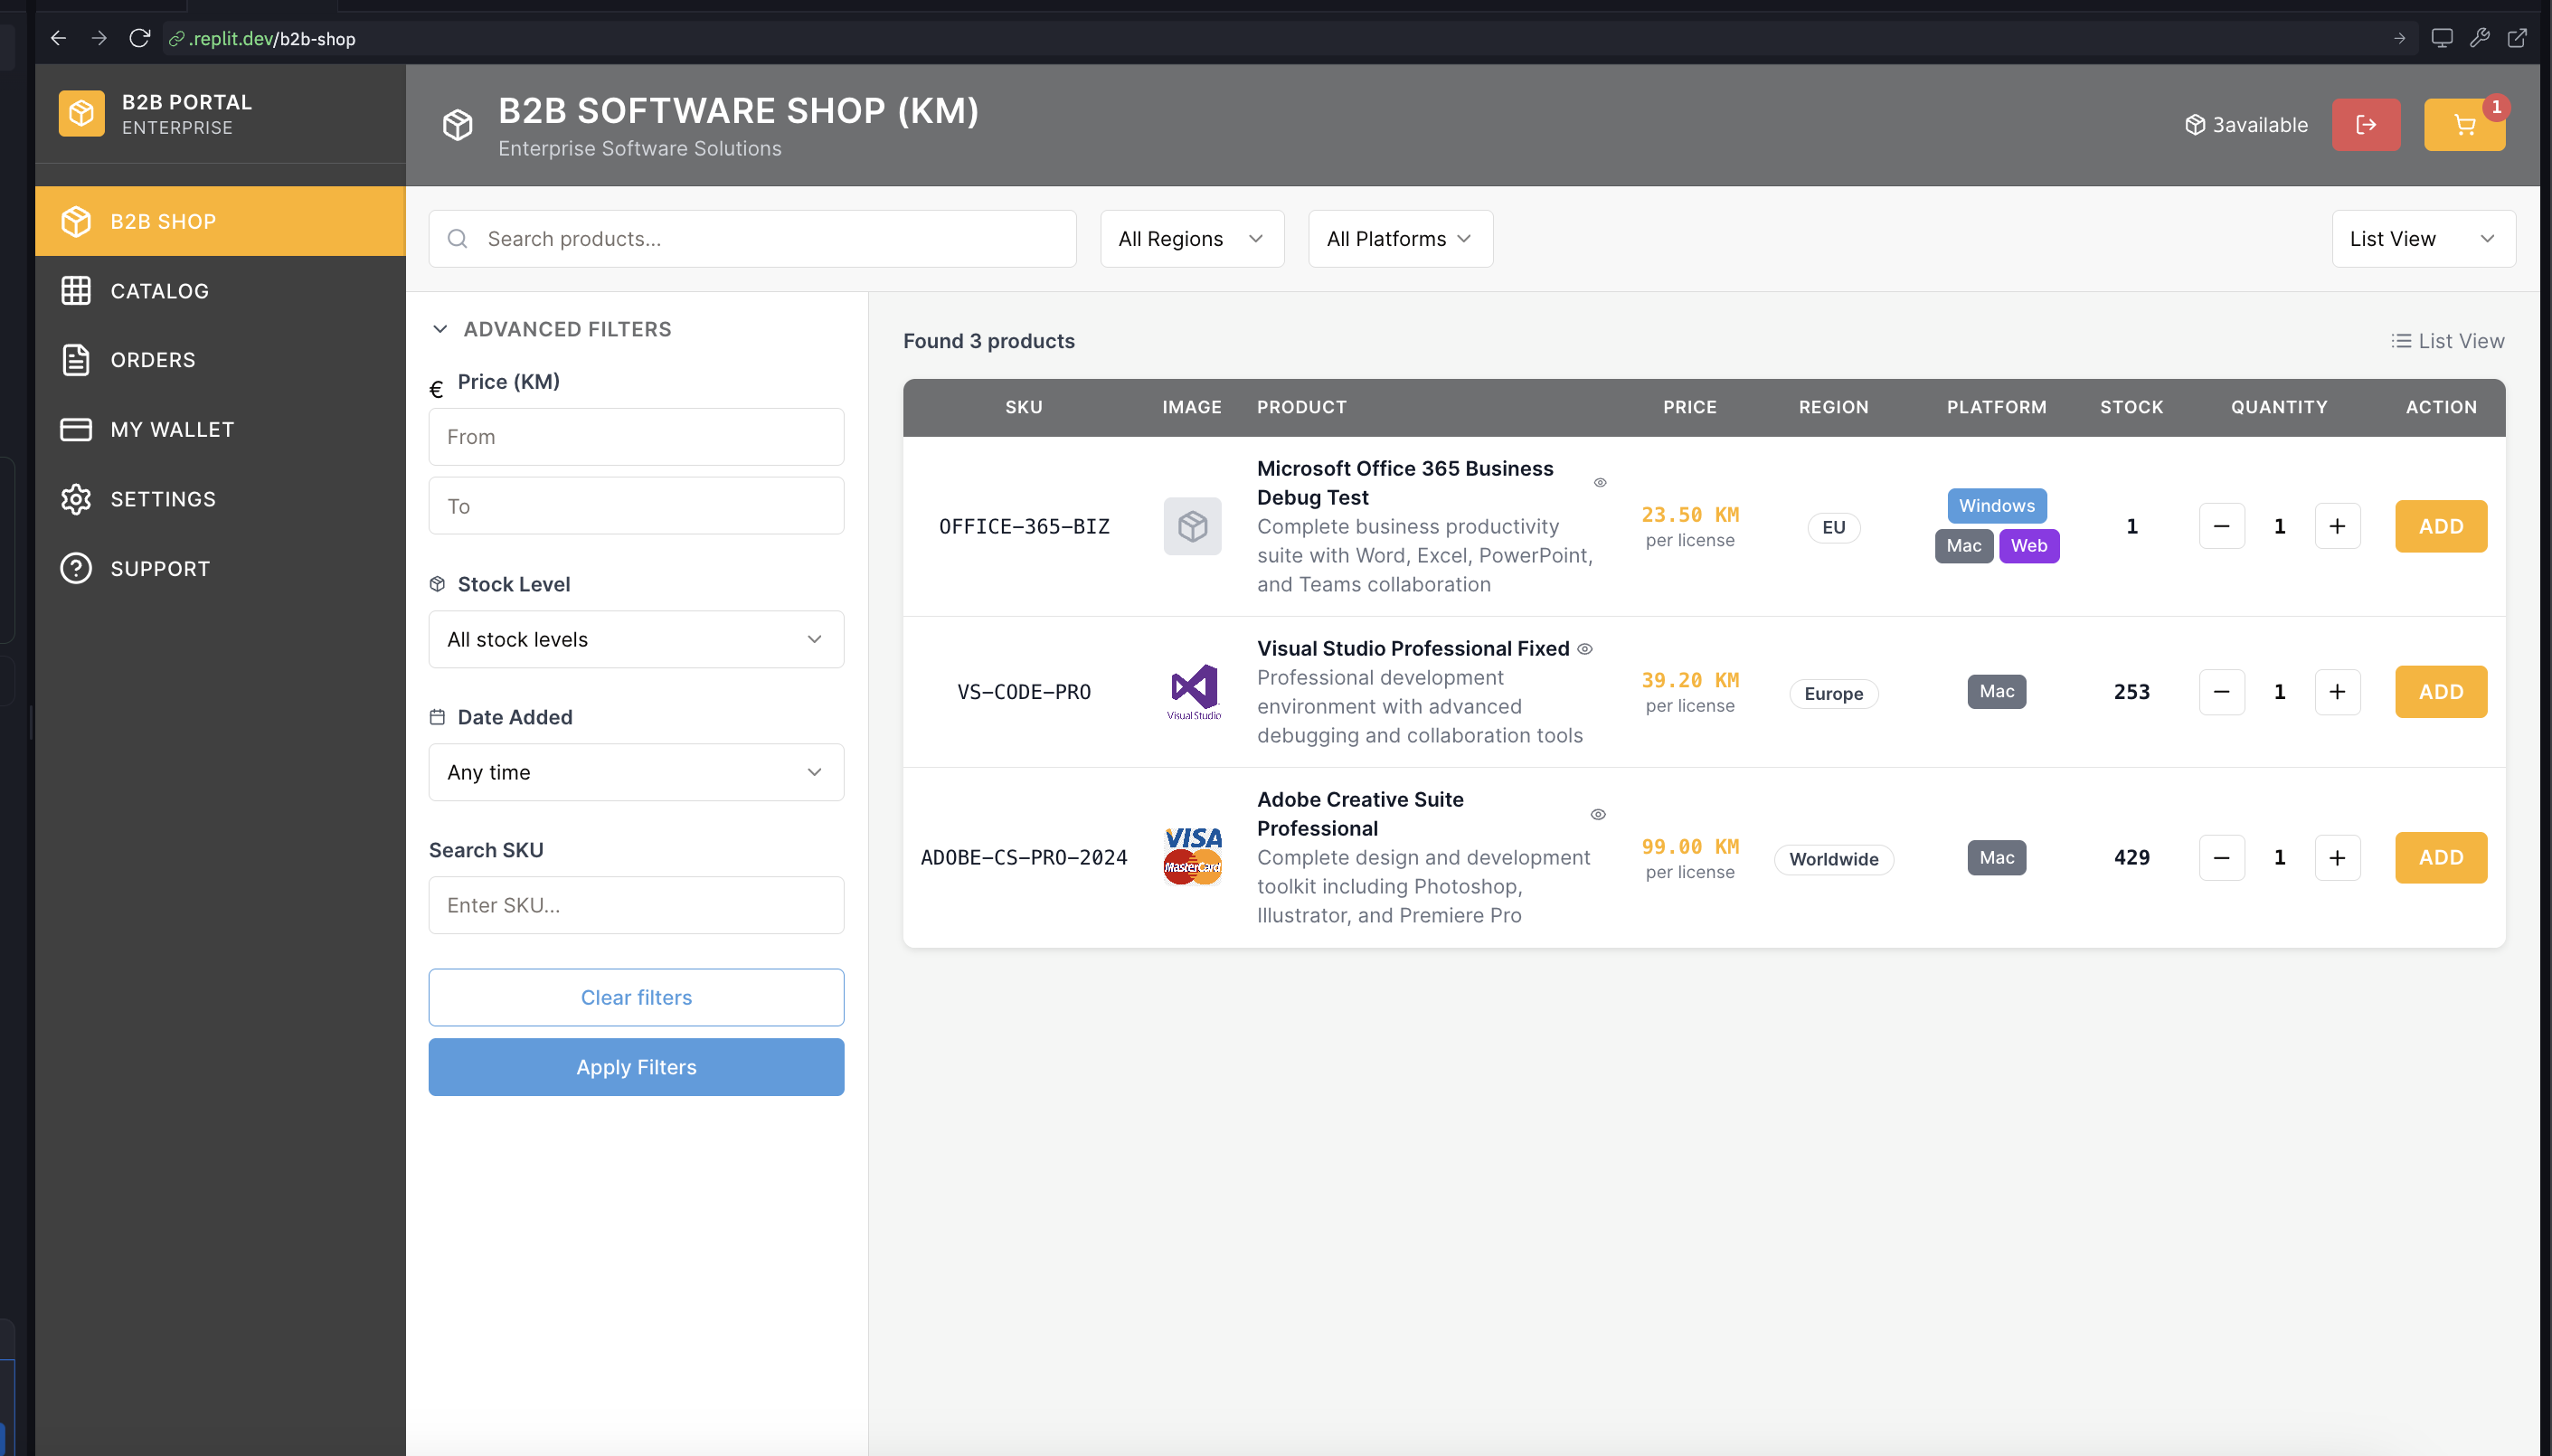 .replit.dev/b2b-shop
B2B PORTAL
ENTERPRISE
B2B SHOP
CATALOG
ORDERS
MY WALLET
SETTINGS
SUPPORT
B2B SOFTWARE SHOP (KM)
Enterprise Software Solutions
3available
1
Search products...
All Regions
All Platforms
List View
ADVANCED FILTERS
€ Price (KM)
From
To
Stock Level
All stock levels
Date Added
Any time
Search SKU
Enter SKU...
Clear filters
Apply Filters
Found 3 products
List View
SKU IMAGE PRODUCT PRICE REGION PLATFORM STOCK QUANTITY ACTION
OFFICE-365-BIZ
Microsoft Office 365 Business
Debug Test
Complete business productivity
suite with Word, Excel, PowerPoint,
and Teams collaboration
23.50 KM
per license
EU
Windows
Mac Web
1
1
ADD
VS-CODE-PRO
Visual Studio
Visual Studio Professional Fixed
Professional development
environment with advanced
debugging and collaboration tools
39.20 KM
per license
Europe
Mac
253
1
ADD
ADOBE-CS-PRO-2024
VISA
MasterCard
Adobe Creative Suite
Professional
Complete design and development
toolkit including Photoshop,
Illustrator, and Premiere Pro
99.00 KM
per license
Worldwide
Mac
429
1
ADD